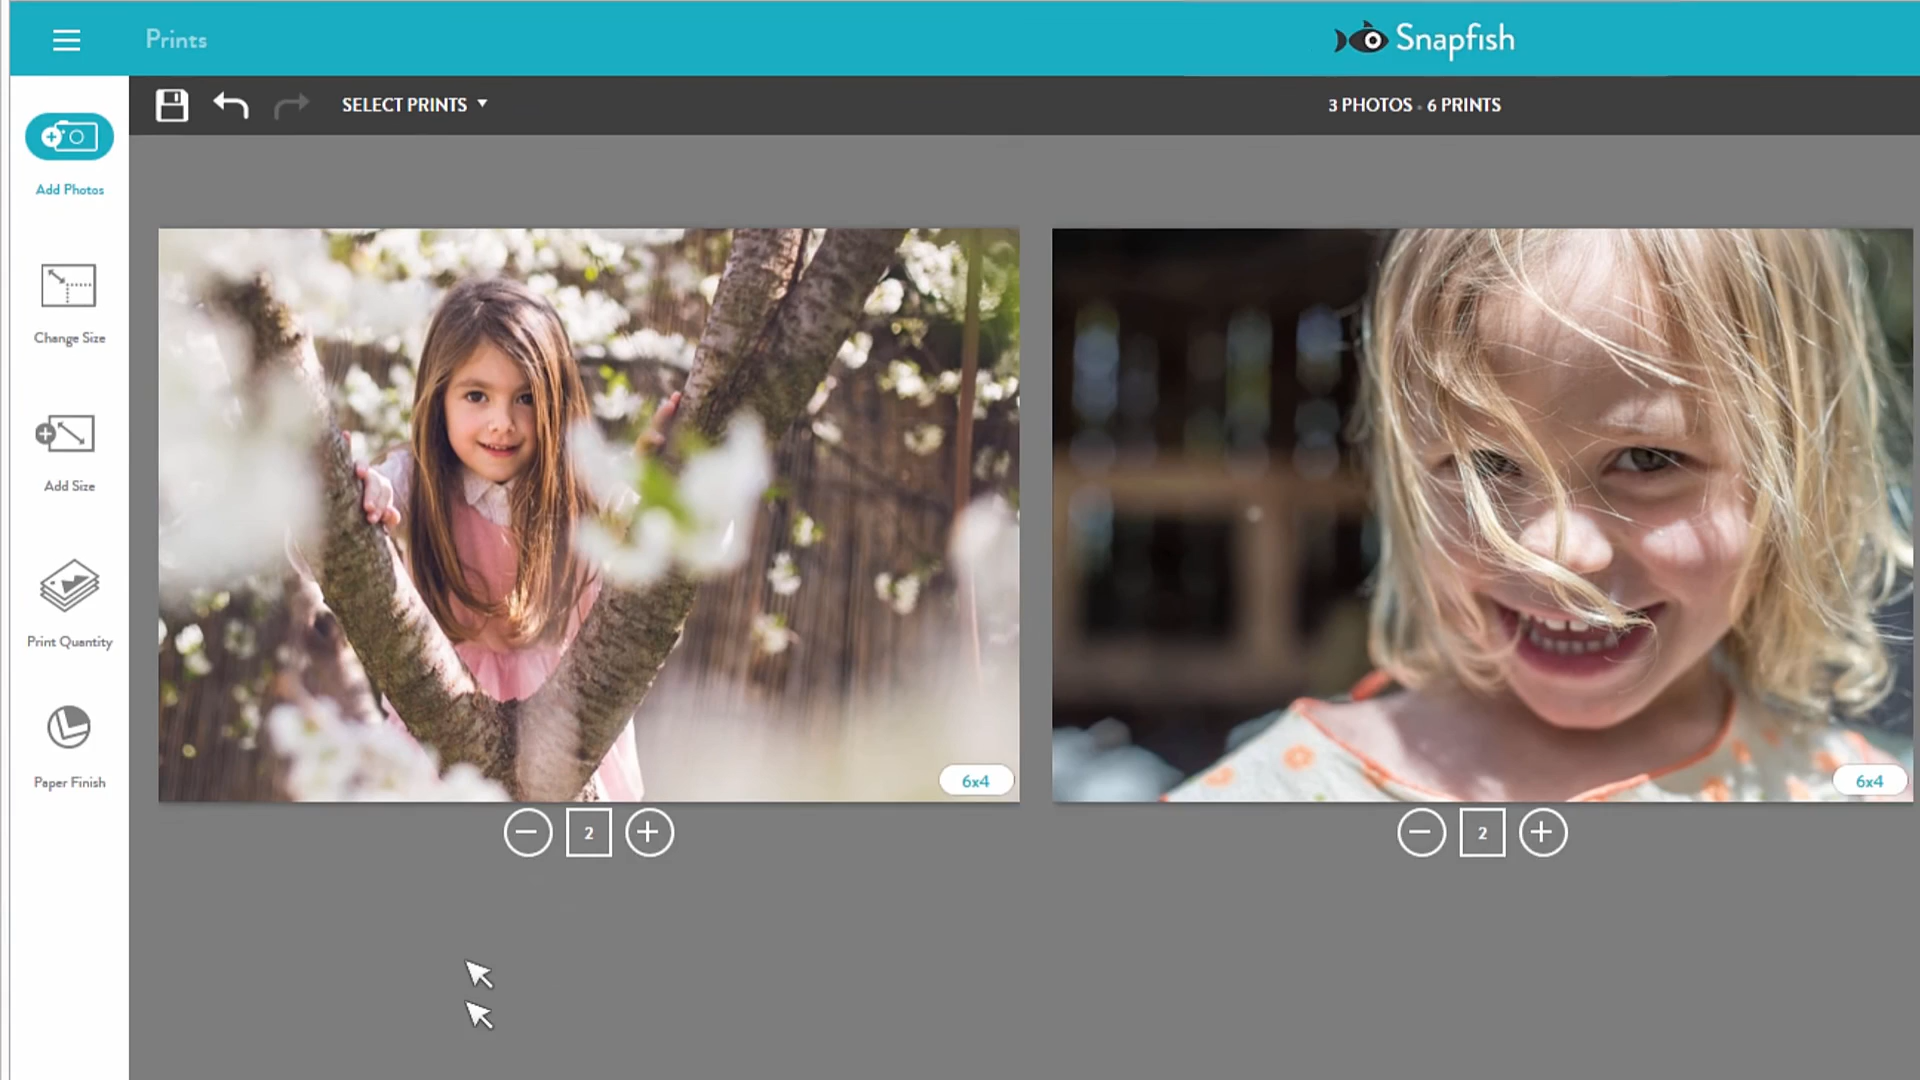 Prints
Snapfish
SELECT PRINTS
3 PHOTOS • 6 PRINTS
Add Photos
Change Size
Add Size
Print Quantity
Paper Finish
6x4
6x4
2
2